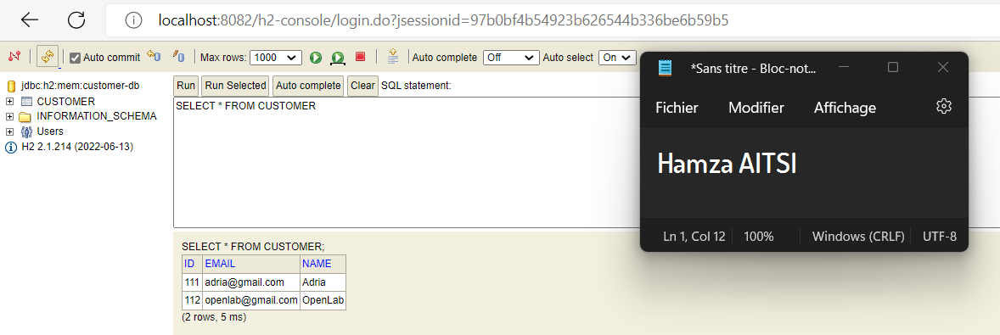 localhost:8082/h2-console/login.do?jsessionid=97b0bf4b54923b626544b336be6b59b5
Auto commit Max rows: 1000 Auto complete Off Auto select On
jdbc:h2:mem:customer-db
CUSTOMER
INFORMATION_SCHEMA
Users
H2 2.1.214 (2022-06-13)
Run Run Selected Auto complete Clear SQL statement:
SELECT * FROM CUSTOMER
SELECT * FROM CUSTOMER;
ID EMAIL NAME
111 adria@gmail.com Adria
112 openlab@gmail.com OpenLab
(2 rows, 5 ms)
*Sans titre - Bloc-not...
Fichier Modifier Affichage
Hamza AITSI
Ln 1, Col 12 100% Windows (CRLF) UTF-8